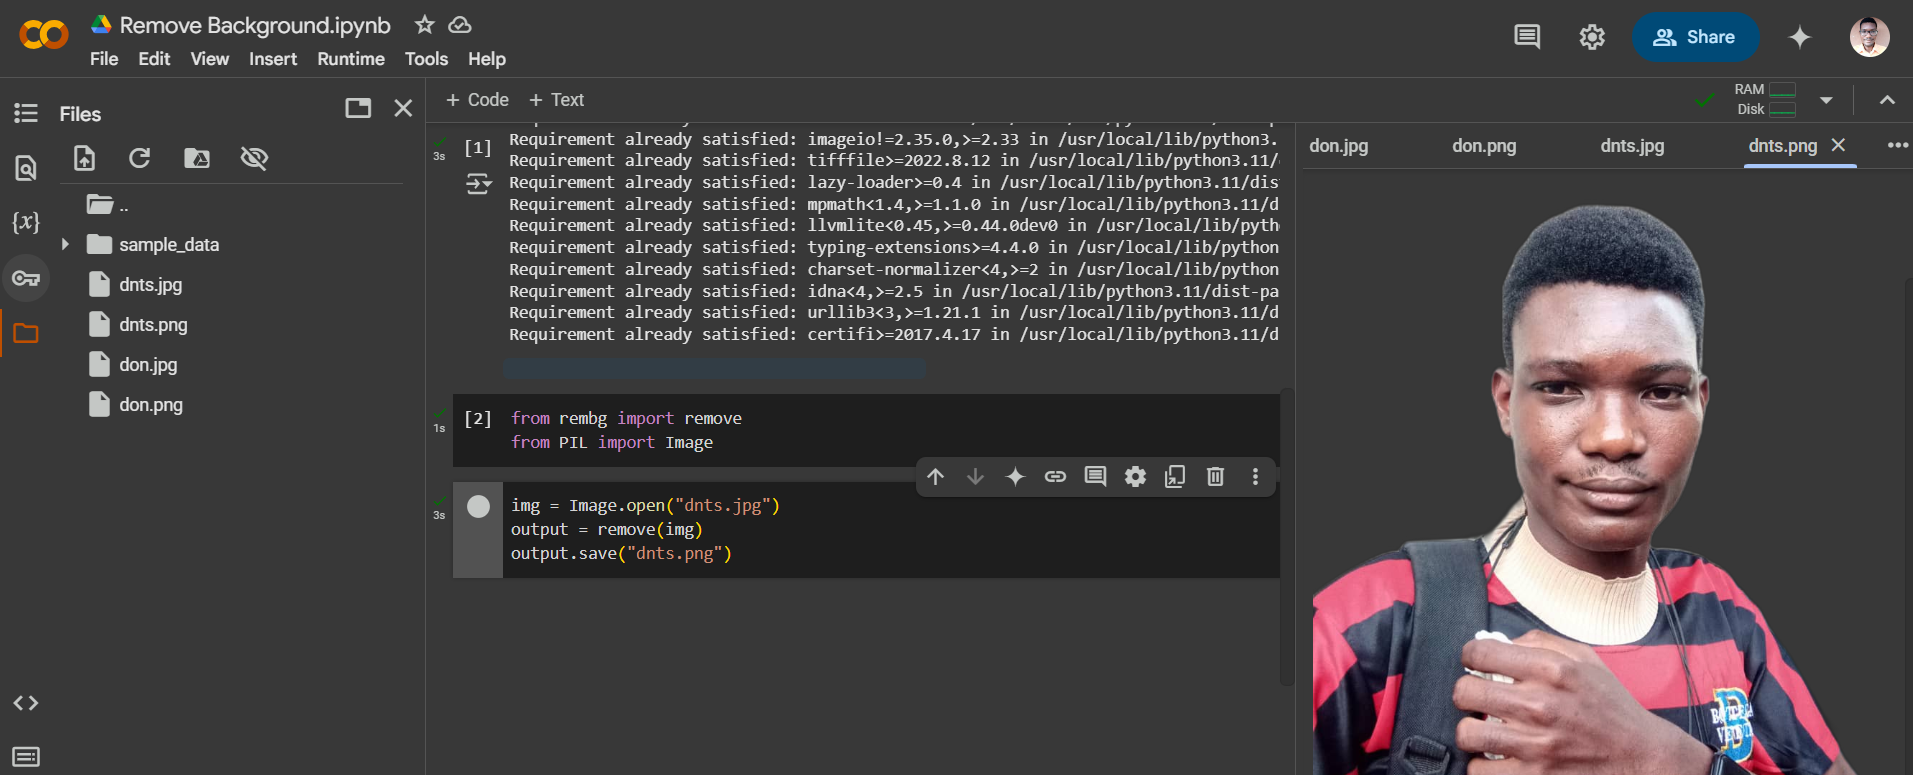 Remove Background.ipynb
File Edit View Insert Runtime Tools Help
Share
Files
+ Code + Text
RAM
Disk
..
sample_data
dnts.jpg
dnts.png
don.jpg
don.png
{x}
3s
[1]
Requirement already satisfied: imageio!=2.35.0,>=2.33 in /usr/local/lib/python3.
Requirement already satisfied: tifffile>=2022.8.12 in /usr/local/lib/python3.11/
Requirement already satisfied: lazy-loader>=0.4 in /usr/local/lib/python3.11/dis
Requirement already satisfied: mpmath<1.4,>=1.1.0 in /usr/local/lib/python3.11/d
Requirement already satisfied: llvmlite<0.45,>=0.44.0dev0 in /usr/local/lib/pyth
Requirement already satisfied: typing-extensions>=4.4.0 in /usr/local/lib/python
Requirement already satisfied: charset-normalizer<4,>=2 in /usr/local/lib/python
Requirement already satisfied: idna<4,>=2.5 in /usr/local/lib/python3.11/dist-pa
Requirement already satisfied: urllib3<3,>=1.21.1 in /usr/local/lib/python3.11/d
Requirement already satisfied: certifi>=2017.4.17 in /usr/local/lib/python3.11/d
1s
[2]
from rembg import remove
from PIL import Image
3s
img = Image.open("dnts.jpg")
output = remove(img)
output.save("dnts.png")
don.jpg don.png dnts.jpg dnts.png
B